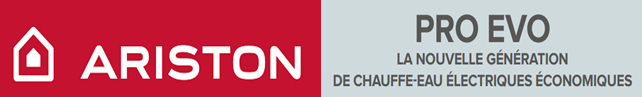 ARISTON
PRO EVO
LA NOUVELLE GÉNÉRATION
DE CHAUFFE-EAU ÉLECTRIQUES ÉCONOMIQUES